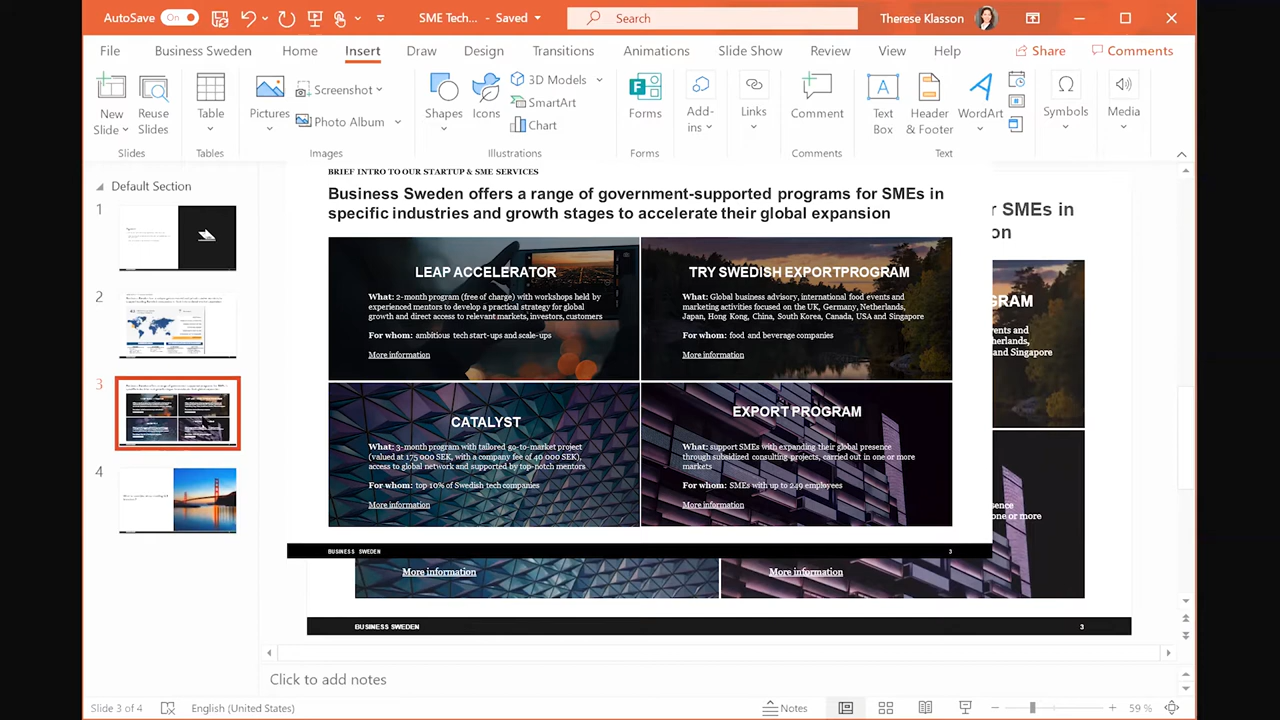 AutoSave On SME Tech... - Saved Search Therese Klasson
File Business Sweden Home Insert Draw Design Transitions Animations Slide Show Review View Help Share Comments
New Slide
Reuse Slides
Table
Pictures
Screenshot
Photo Album
Shapes
Icons
3D Models
SmartArt
Chart
Forms
Add-ins
Links
Comment
Text Box
Header & Footer
WordArt
Symbols
Media
Slides Tables Images Illustrations Forms Comments Text
Default Section
1
2
3
4
BRIEF INTRO TO OUR STARTUP & SME SERVICES
Business Sweden offers a range of government-supported programs for SMEs in
specific industries and growth stages to accelerate their global expansion
LEAP ACCELERATOR
What: 2-month program (free of charge) with workshops held by
experienced mentors to develop a practical strategy for global
growth and direct access to relevant markets, investors, customers
For whom: ambitious tech start-ups and scale-ups
More information
TRY SWEDISH EXPORTPROGRAM
What: Global business advisory, international food events and
marketing activities focused on the UK, Germany, Netherlands,
Japan, Hong Kong, China, South Korea, Canada, USA and Singapore
For whom: food and beverage companies
More information
CATALYST
What: 3-month program with tailored go-to-market project
(valued at 175 000 SEK, with a company fee of 40 000 SEK),
access to global network and supported by top-notch mentors
For whom: top 10% of Swedish tech companies
More information
EXPORT PROGRAM
What: support SMEs with expanding their global presence
through subsidized consulting projects, carried out in one or more
markets
For whom: SMEs with up to 249 employees
More information
BUSINESS SWEDEN 3
r SMEs in
on
GRAM
ents and
herlands,
and Singapore
sence
one or more
More information More information
BUSINESS SWEDEN 3
Click to add notes
Slide 3 of 4 English (United States) Notes 59 %